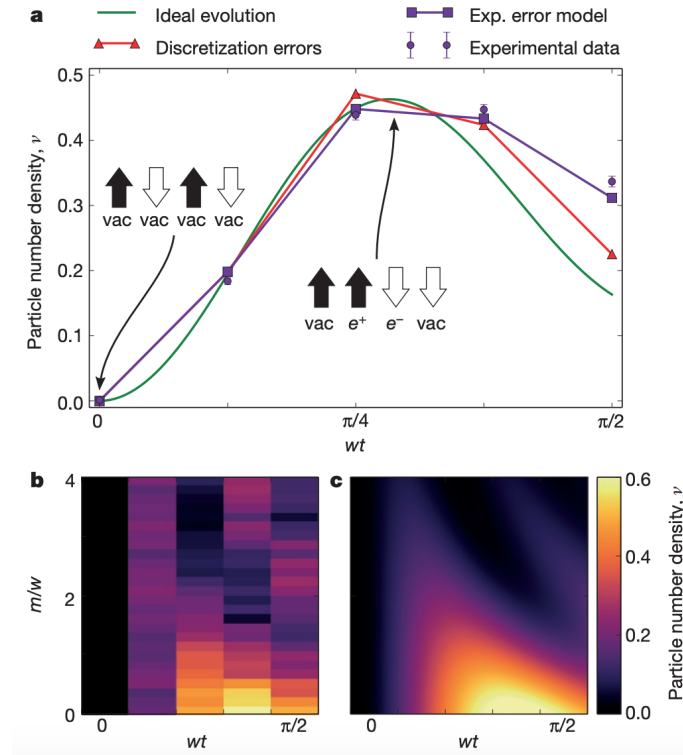 a
Ideal evolution
Exp. error model
Discretization errors
Experimental data
Particle number density, ν
0.5
0.4
0.3
0.2
0.1
0.0
vac vac vac vac
vac e⁺ e⁻ vac
0 π/4 π/2
wt
b
c
m/w
4
2
0
0 π/2
wt
0 π/2
wt
0.6
0.4
0.2
0.0
Particle number density, ν